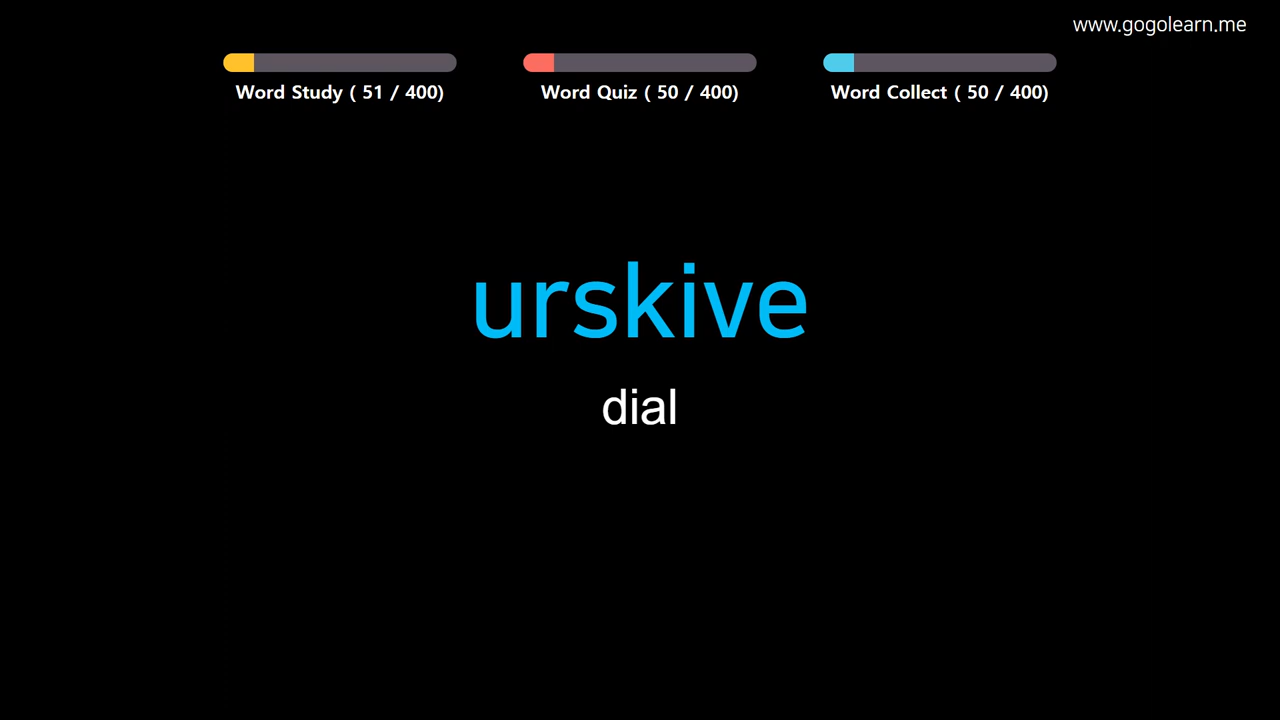 www.gogolearn.me
Word Study ( 51 / 400)
Word Quiz ( 50 / 400)
Word Collect ( 50 / 400)
urskive
dial